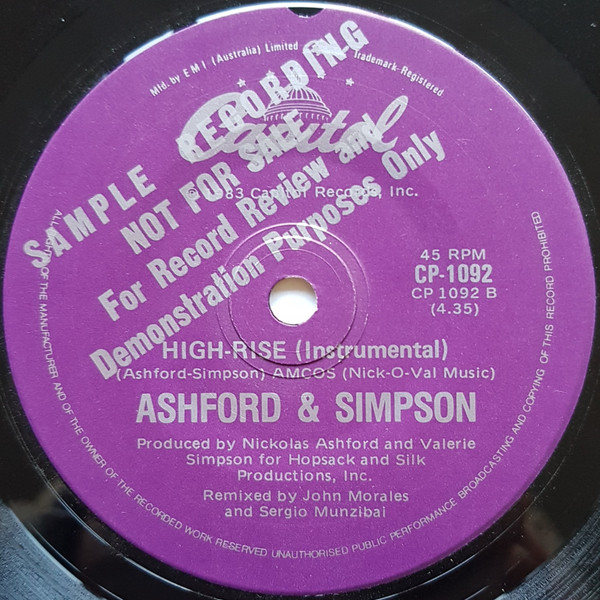 Mfd. by E M I (Australia) Limited
Trademark Registered
Capitol
SAMPLE RECORDING
NOT FOR SALE
For Record Review and
Demonstration Purposes Only
1983 Capitol Records, Inc.
45 RPM
CP-1092
CP 1092 B
(4.35)
HIGH-RISE (Instrumental)
(Ashford-Simpson) AMCOS (Nick-O-Val Music)
ASHFORD & SIMPSON
Produced by Nickolas Ashford and Valerie
Simpson for Hopsack and Silk
Productions, Inc.
Remixed by John Morales
and Sergio Munzibai
ALL RIGHTS OF THE MANUFACTURER AND OF THE OWNER OF THE RECORDED WORK RESERVED UNAUTHORISED PUBLIC PERFORMANCE BROADCASTING AND COPYING OF THIS RECORD PROHIBITED